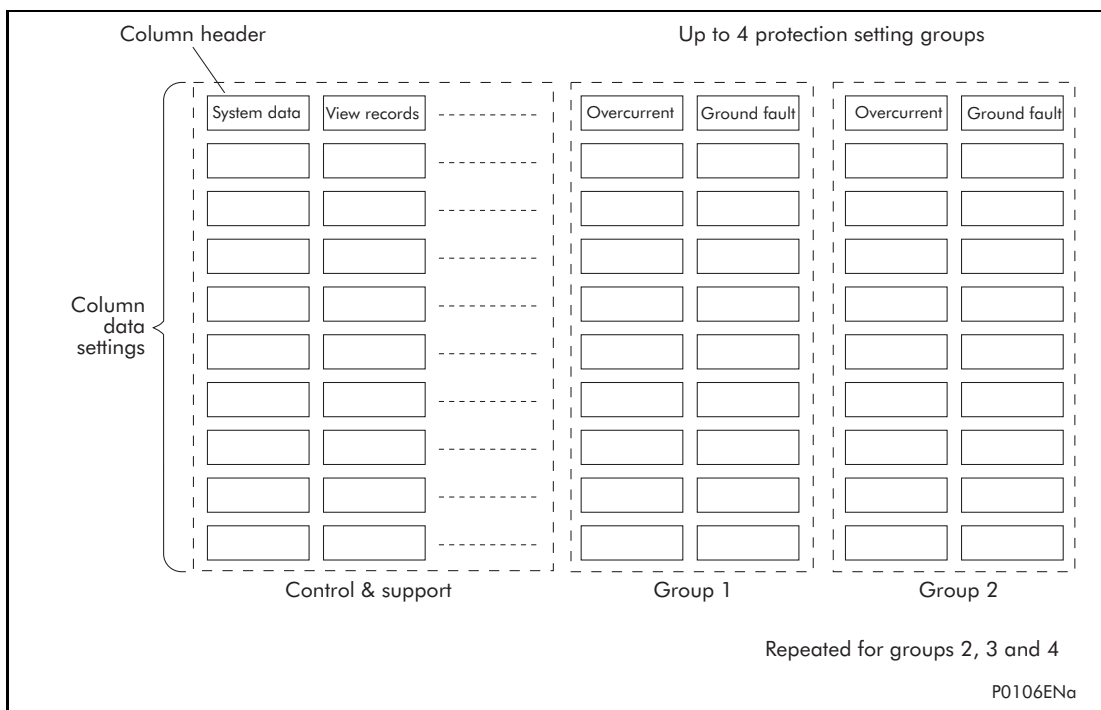 Column header
Up to 4 protection setting groups
System data
View records
Overcurrent
Ground fault
Overcurrent
Ground fault
Column
data
settings
Control & support
Group 1
Group 2
Repeated for groups 2, 3 and 4
P0106ENa